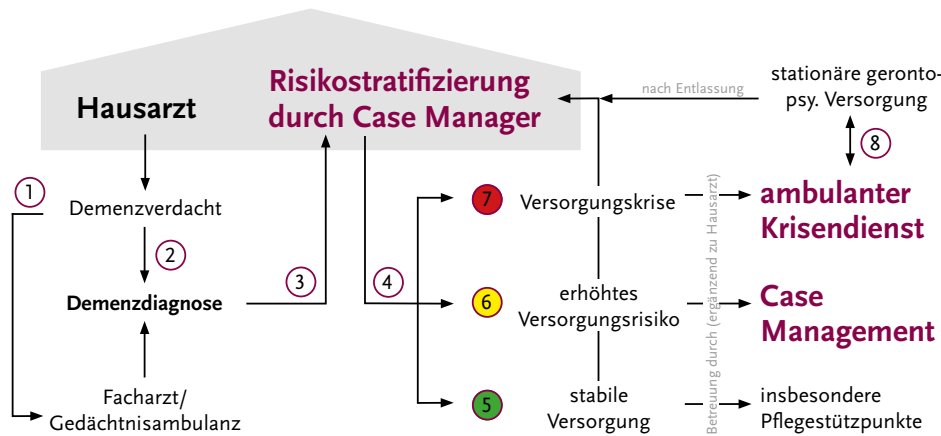 Hausarzt
Risikostratifizierung
durch Case Manager
nach Entlassung
stationäre geronto-
psy. Versorgung
8
1
Demenzverdacht
2
Demenzdiagnose
3
4
Facharzt/
Gedächtnisambulanz
7
Versorgungskrise
ambulanter
Krisendienst
6
erhöhtes
Versorgungsrisiko
Case
Management
5
stabile
Versorgung
insbesondere
Pflegestützpunkte
Betreuung durch (ergänzend zu Hausarzt)